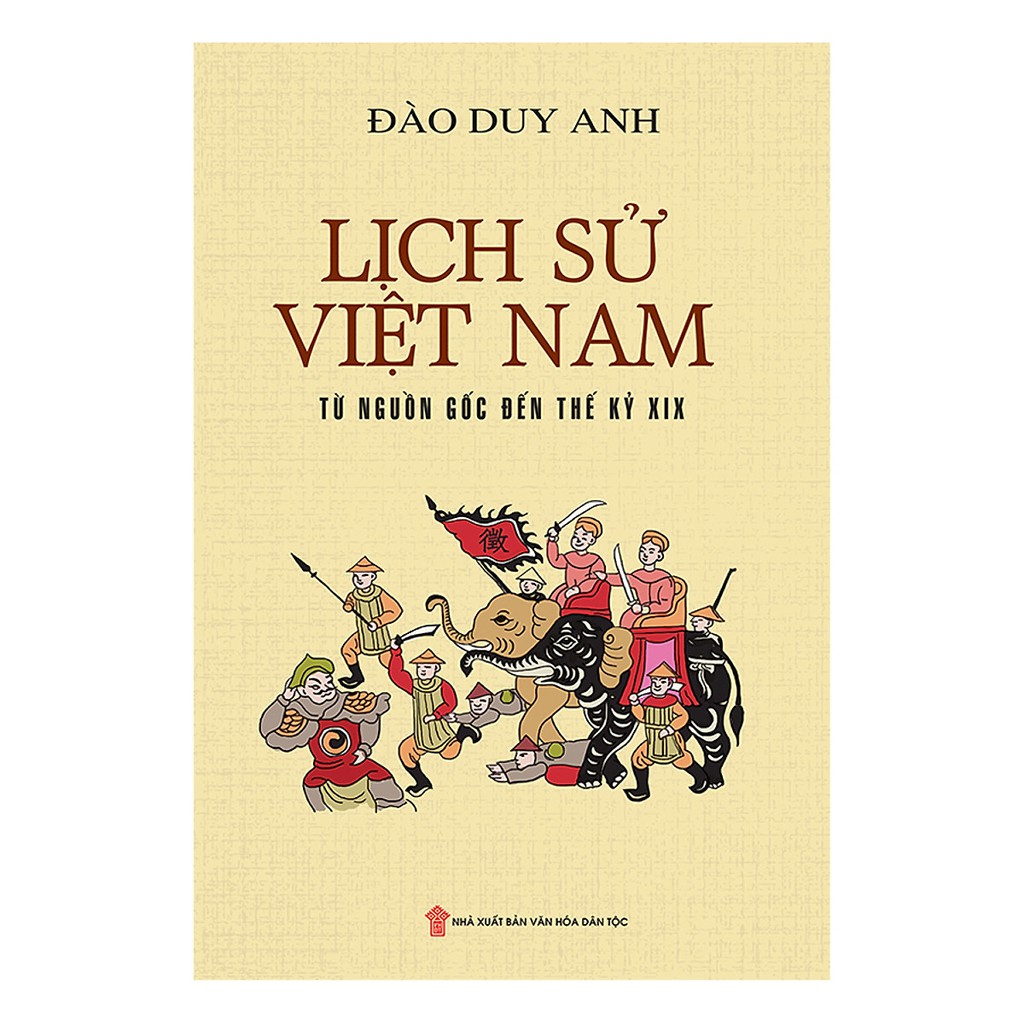 ĐÀO DUY ANH
LỊCH SỬ
VIỆT NAM
TỪ NGUỒN GỐC ĐẾN THẾ KỶ XIX
徵
NHÀ XUẤT BẢN VĂN HÓA DÂN TỘC